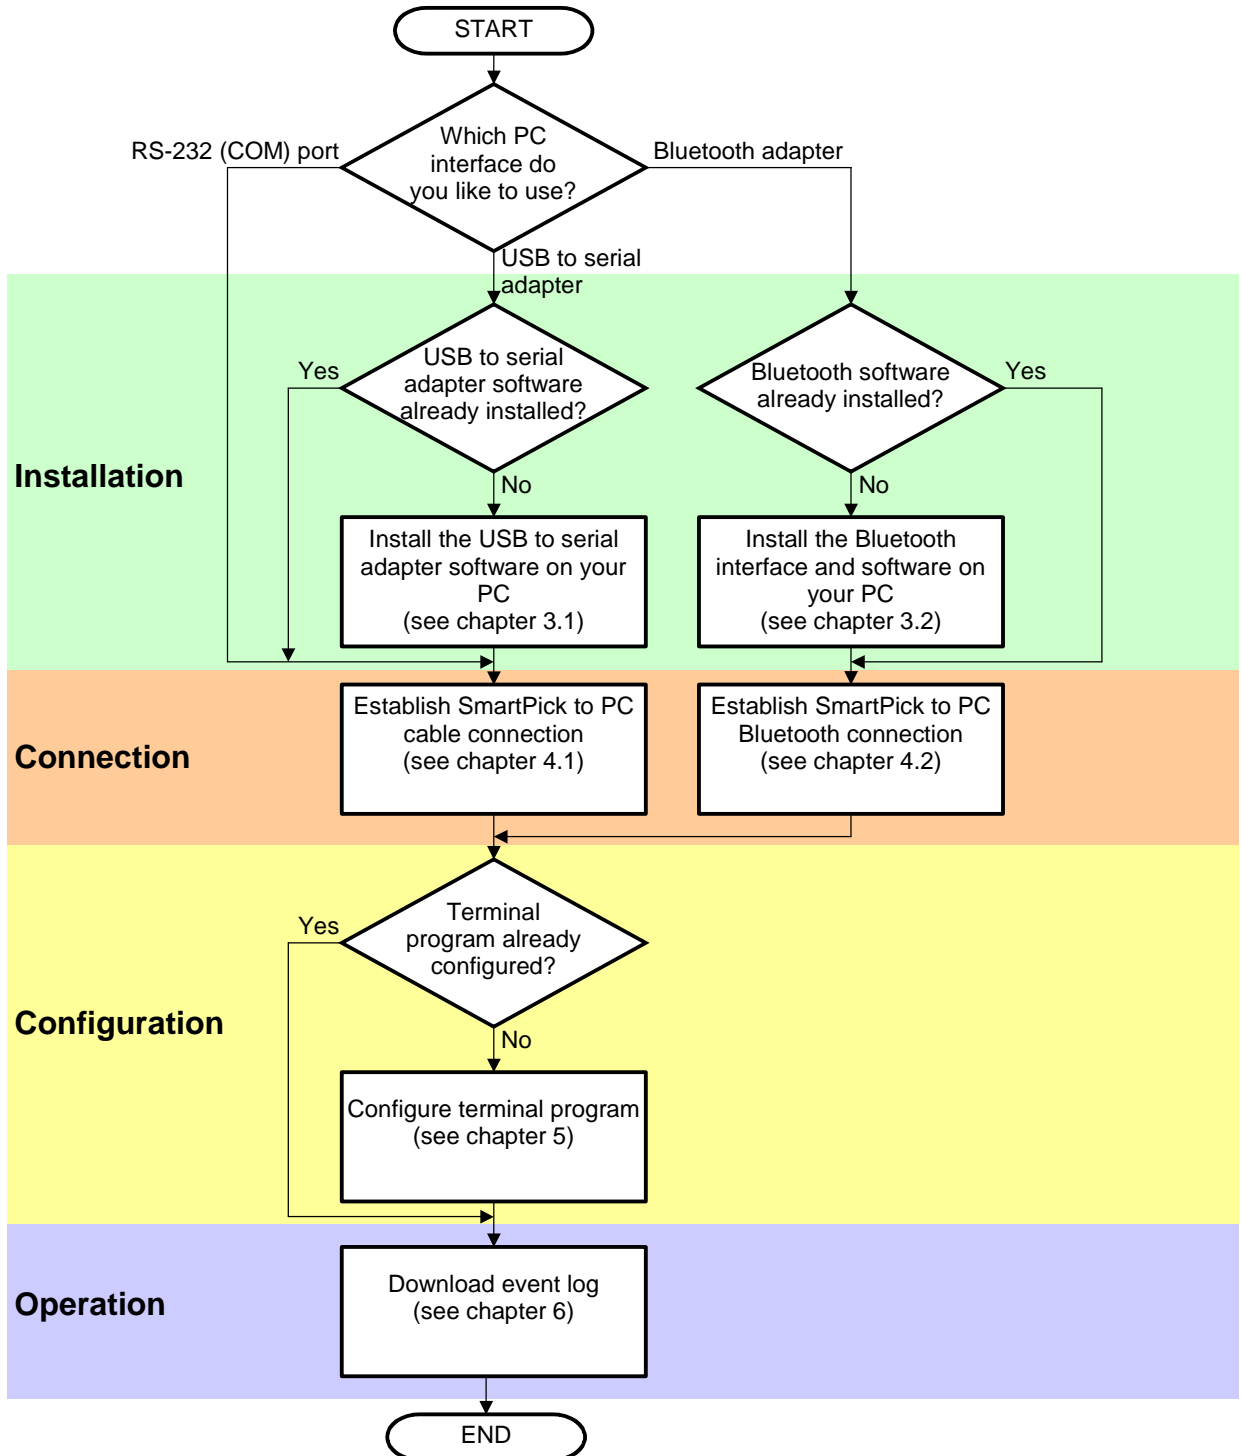 START
Which PC
interface do
you like to use?
RS-232 (COM) port
Bluetooth adapter
USB to serial
adapter
USB to serial
adapter software
already installed?
Yes
Bluetooth software
already installed?
Yes
Installation
No
No
Install the USB to serial
adapter software on your
PC
(see chapter 3.1)
Install the Bluetooth
interface and software on
your PC
(see chapter 3.2)
Connection
Establish SmartPick to PC
cable connection
(see chapter 4.1)
Establish SmartPick to PC
Bluetooth connection
(see chapter 4.2)
Yes
Terminal
program already
configured?
Configuration
No
Configure terminal program
(see chapter 5)
Operation
Download event log
(see chapter 6)
END